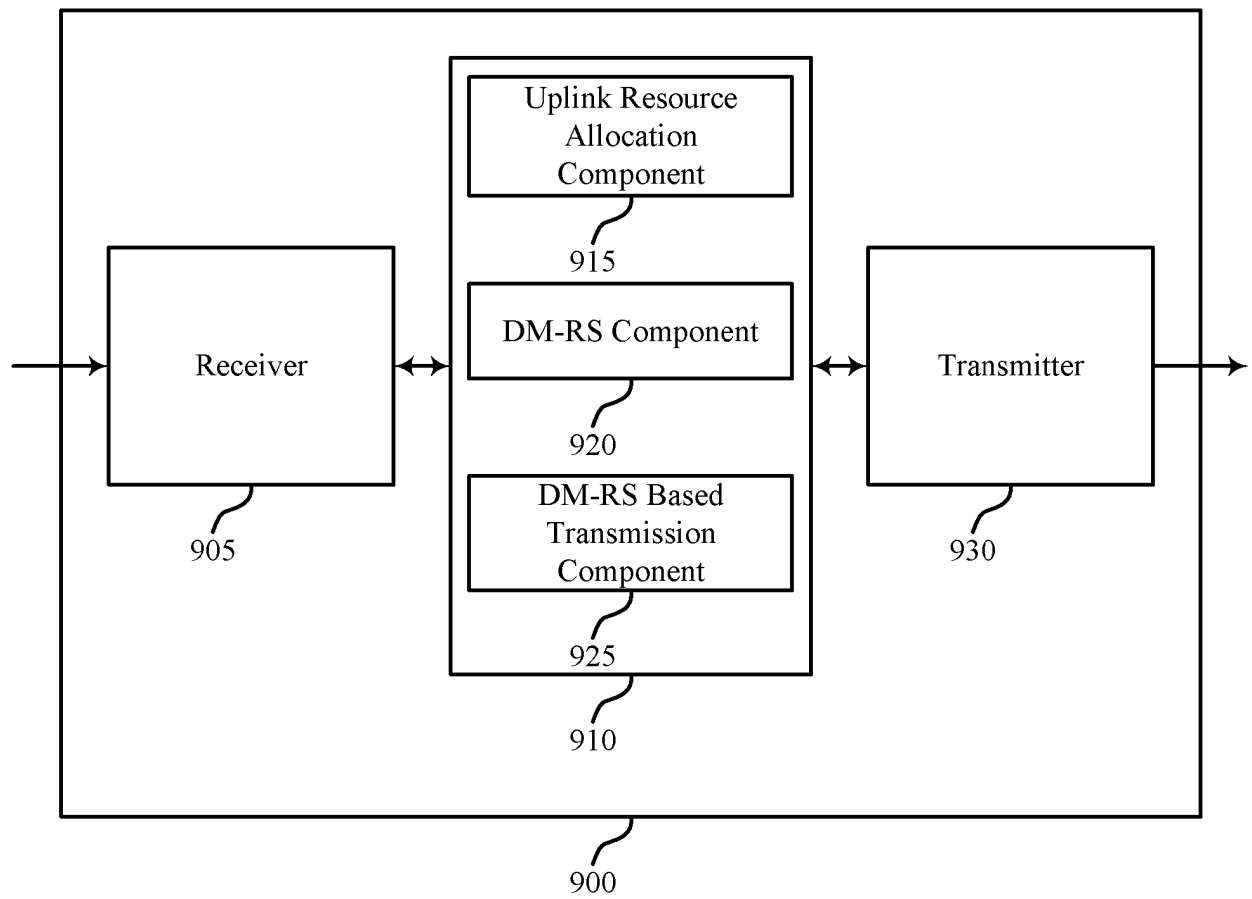 Uplink Resource
Allocation
Component
915
DM-RS Component
920
DM-RS Based
Transmission
Component
925
910
Receiver
905
Transmitter
930
900